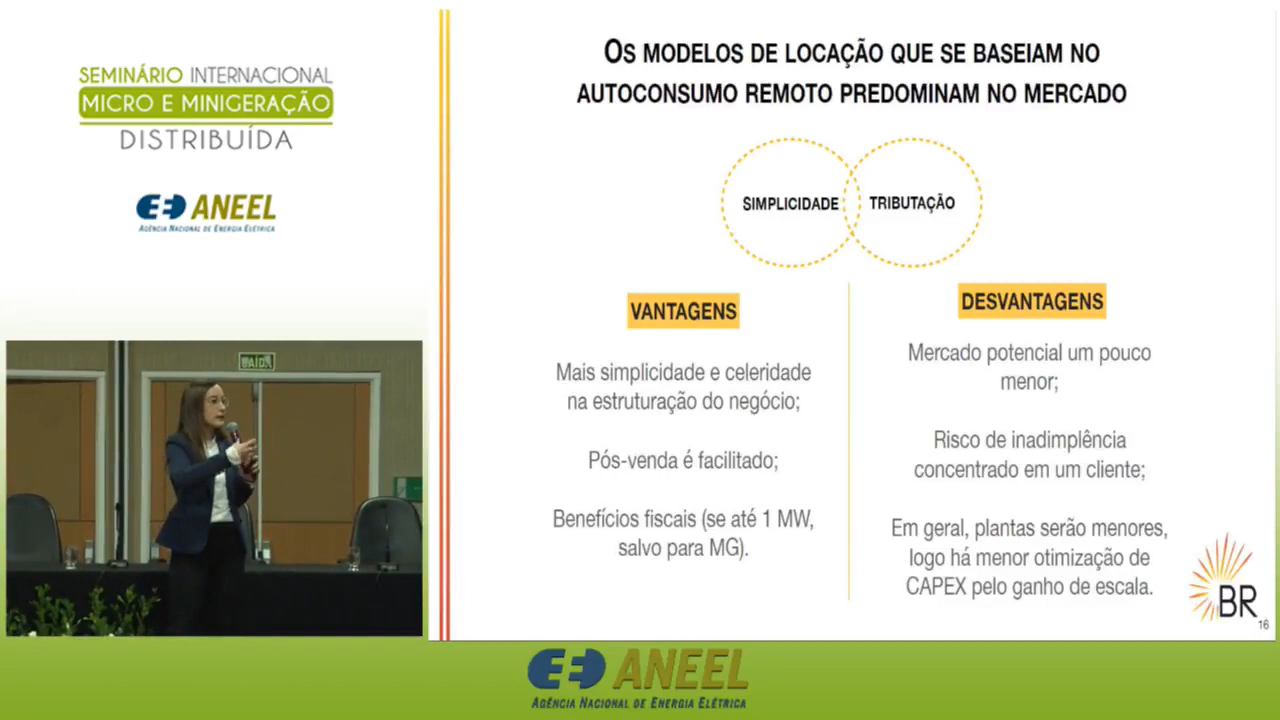 SEMINÁRIO INTERNACIONAL
MICRO E MINIGERAÇÃO
DISTRIBUÍDA
ANEEL
AGÊNCIA NACIONAL DE ENERGIA ELÉTRICA
SAÍDA
OS MODELOS DE LOCAÇÃO QUE SE BASEIAM NO
AUTOCONSUMO REMOTO PREDOMINAM NO MERCADO
SIMPLICIDADE
TRIBUTAÇÃO
VANTAGENS
Mais simplicidade e celeridade
na estruturação do negócio;
Pós-venda é facilitado;
Benefícios fiscais (se até 1 MW,
salvo para MG).
DESVANTAGENS
Mercado potencial um pouco
menor;
Risco de inadimplência
concentrado em um cliente;
Em geral, plantas serão menores,
logo há menor otimização de
CAPEX pelo ganho de escala.
BR
16
ANEEL
AGÊNCIA NACIONAL DE ENERGIA ELÉTRICA